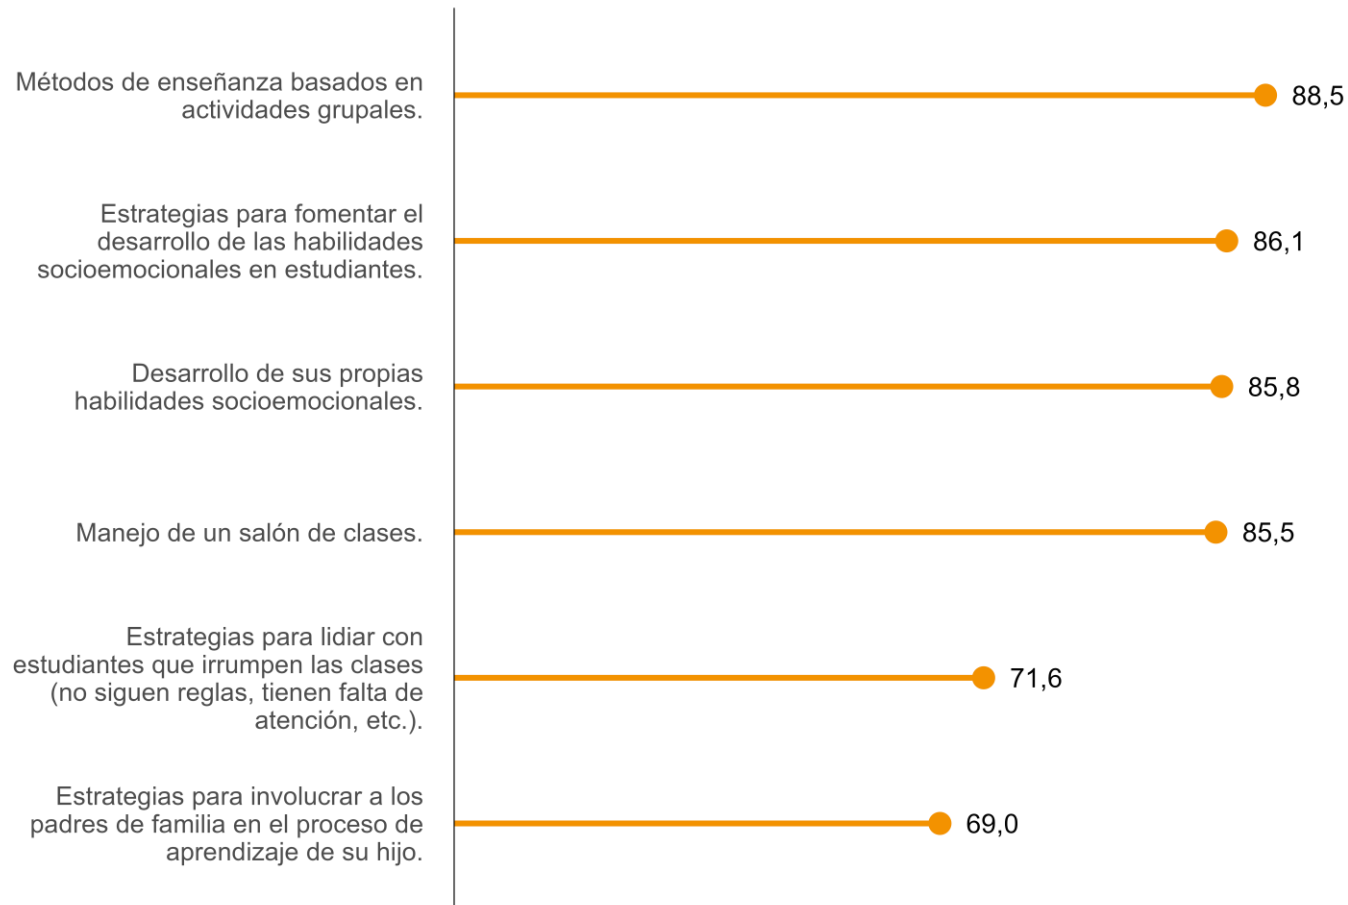 Métodos de enseñanza basados en
actividades grupales.
88,5
Estrategias para fomentar el
desarrollo de las habilidades
socioemocionales en estudiantes.
86,1
Desarrollo de sus propias
habilidades socioemocionales.
85,8
Manejo de un salón de clases.
85,5
Estrategias para lidiar con
estudiantes que irrumpen las clases
(no siguen reglas, tienen falta de
atención, etc.).
71,6
Estrategias para involucrar a los
padres de familia en el proceso de
aprendizaje de su hijo.
69,0